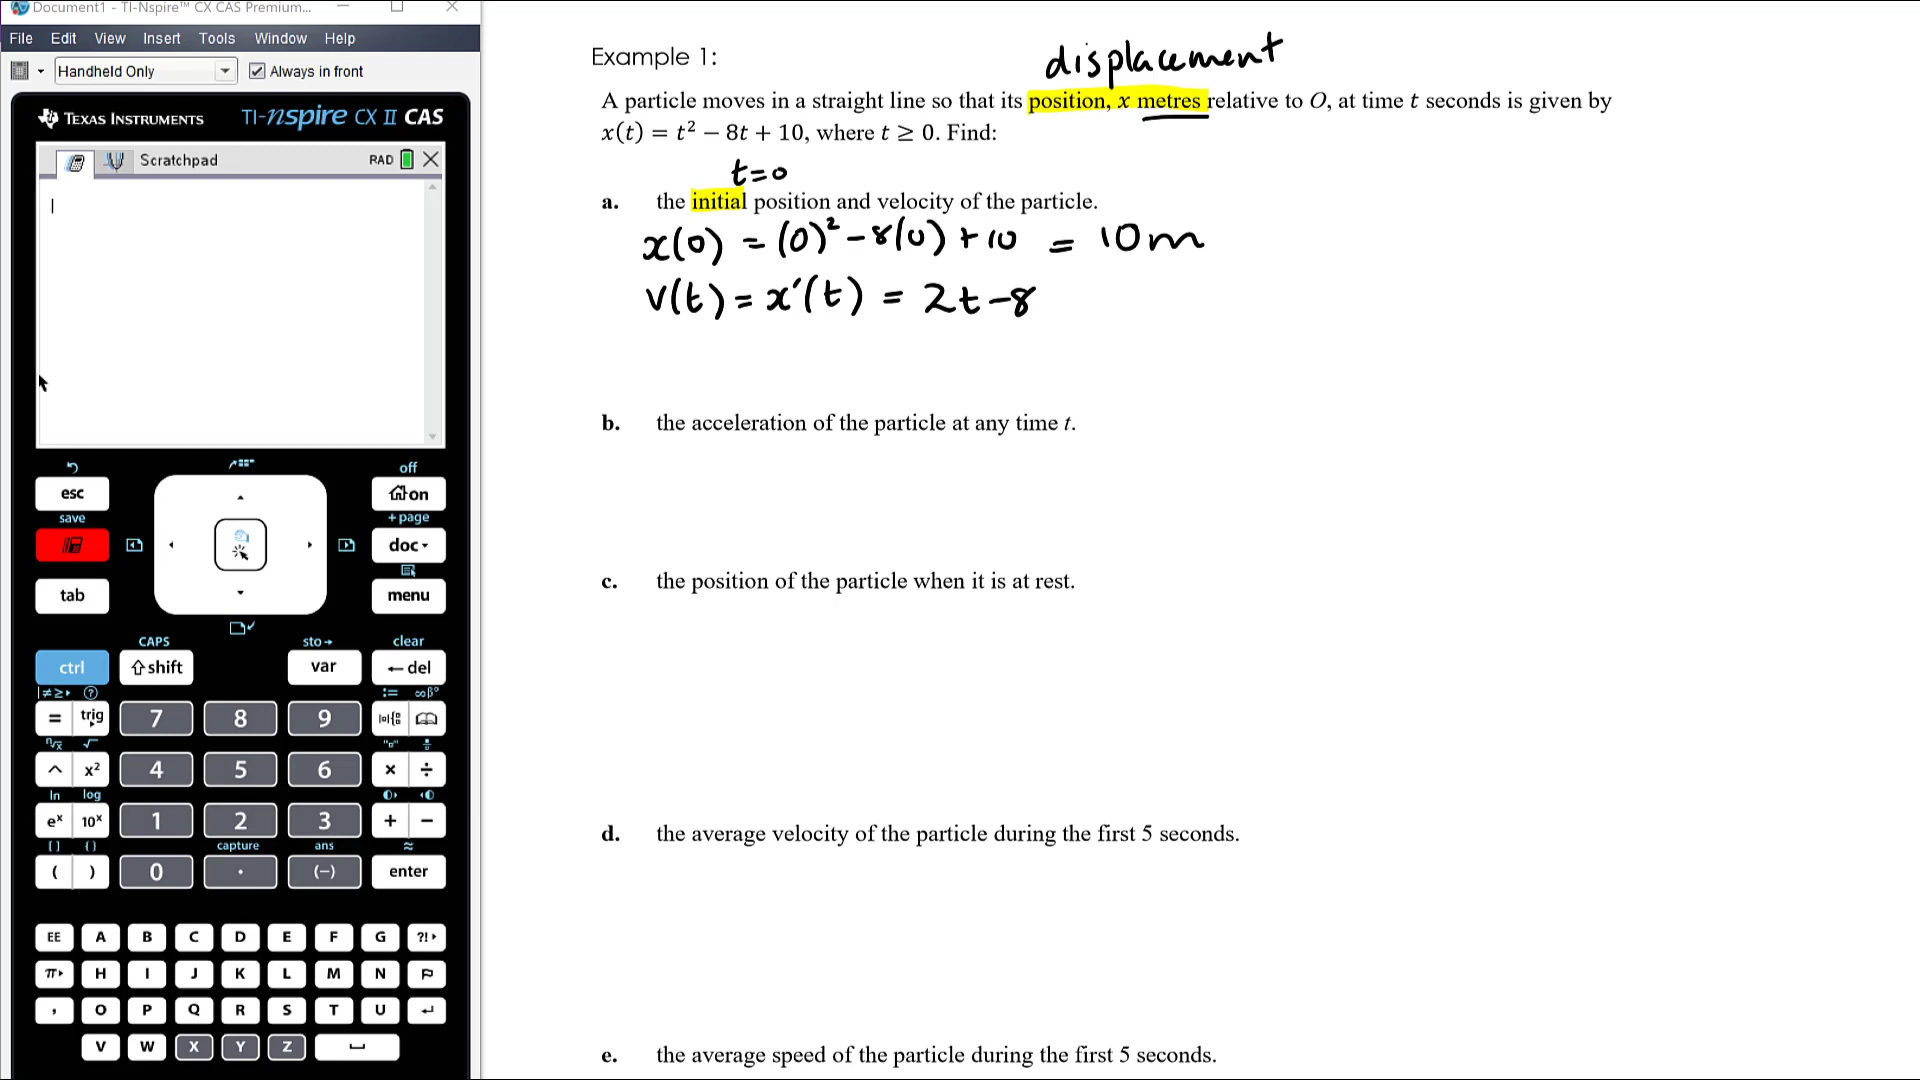 Document1 - TI-Nspire™ CX CAS Premium...
File Edit View Insert Tools Window Help
Handheld Only Always in front
TEXAS INSTRUMENTS TI-nspire CX II CAS
Scratchpad RAD
off
esc on
save +page
doc
tab menu
CAPS sto→ clear
ctrl shift var ←del
|≠≥▸ ? := ∞β°
= trig 7 8 9
ⁿ√x √ "□"
^ x² 4 5 6 × ÷
ln log
eˣ 10ˣ 1 2 3 + −
[ ] { } capture ans ≈
( ) 0 . (−) enter
EE A B C D E F G ?!▸
π▸ H I J K L M N
, O P Q R S T U ↵
V W X Y Z
Example 1:
displacement
A particle moves in a straight line so that its position, x metres relative to O, at time t seconds is given by
x(t) = t² − 8t + 10, where t ≥ 0. Find:
t=0
a. the initial position and velocity of the particle.
x(0) = (0)² − 8(0) + 10 = 10m
v(t) = x′(t) = 2t − 8
b. the acceleration of the particle at any time t.
c. the position of the particle when it is at rest.
d. the average velocity of the particle during the first 5 seconds.
e. the average speed of the particle during the first 5 seconds.